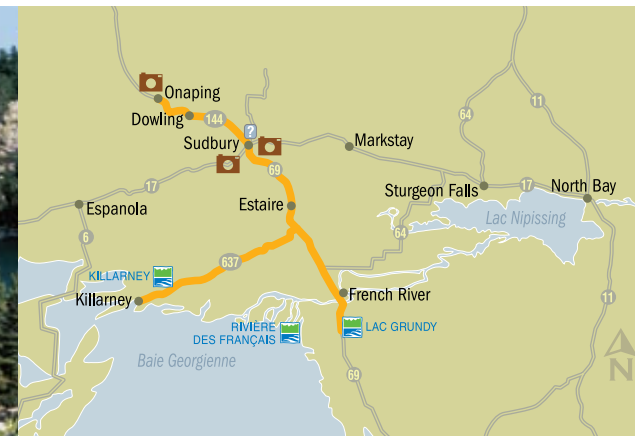 Onaping
Dowling
144
?
Sudbury
Markstay
64
11
69
17
Sturgeon Falls
17
North Bay
Espanola
Estaire
Lac Nipissing
6
64
637
KILLARNEY
Killarney
French River
11
RIVIÈRE
DES FRANÇAIS
LAC GRUNDY
Baie Georgienne
69
N